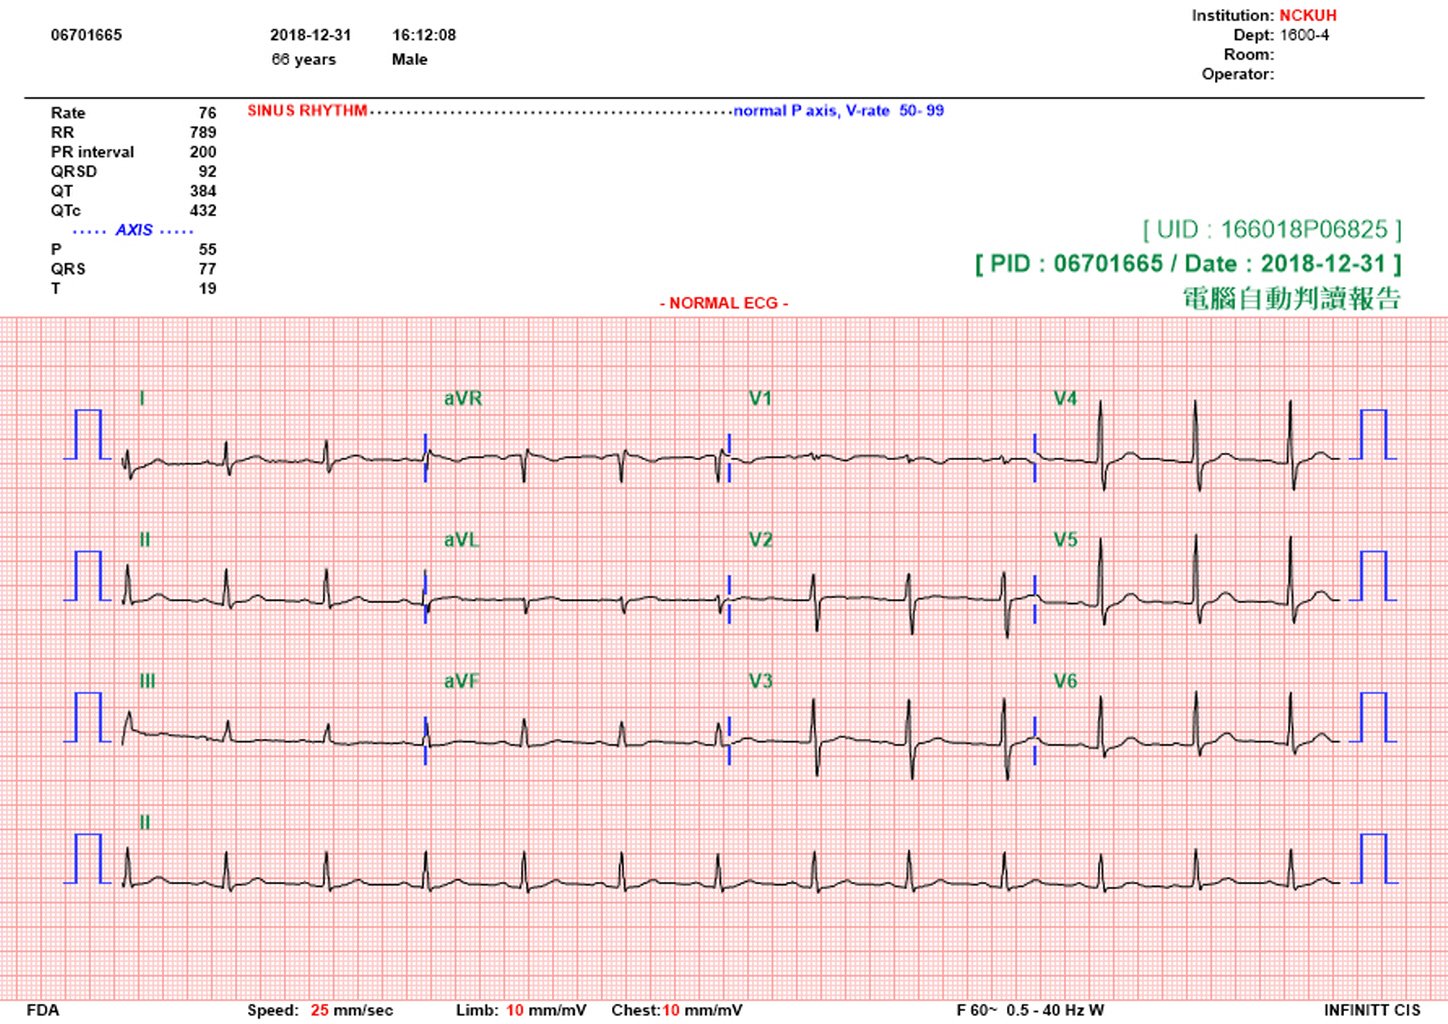 Institution: NCKUH
06701665 2018-12-31 16:12:08 Dept: 1600-4
66 years Male Room:
Operator:
Rate 76 SINUS RHYTHM normal P axis, V-rate 50- 99
RR 789
PR interval 200
QRSD 92
QT 384
QTc 432
····· AXIS ·····
P 55
QRS 77
T 19
[ UID : 166018P06825 ]
[ PID : 06701665 / Date : 2018-12-31 ]
電腦自動判讀報告
- NORMAL ECG -
I aVR V1 V4
II aVL V2 V5
III aVF V3 V6
II
FDA Speed: 25 mm/sec Limb: 10 mm/mV Chest:10 mm/mV F 60~ 0.5 - 40 Hz W INFINITT CIS